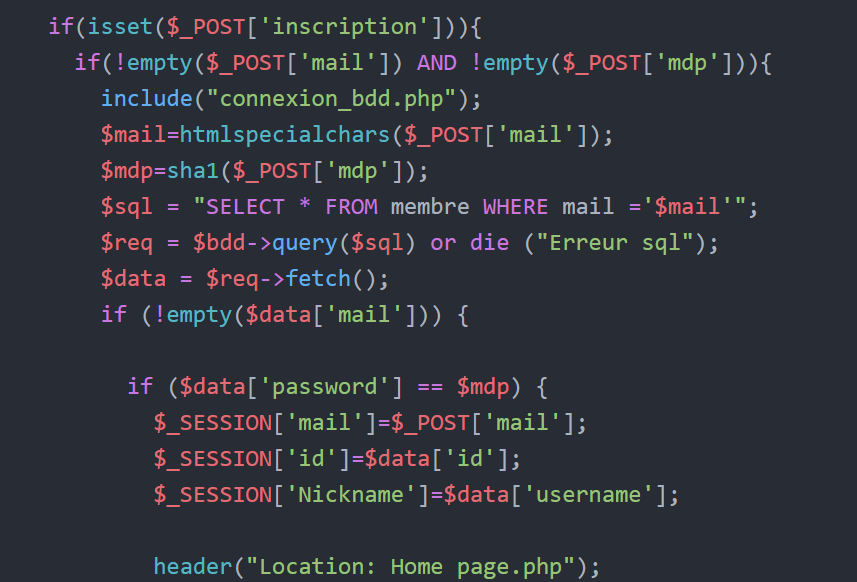 if(isset($_POST['inscription'])){
if(!empty($_POST['mail']) AND !empty($_POST['mdp'])){
include("connexion_bdd.php");
$mail=htmlspecialchars($_POST['mail']);
$mdp=sha1($_POST['mdp']);
$sql = "SELECT * FROM membre WHERE mail ='$mail'";
$req = $bdd->query($sql) or die ("Erreur sql");
$data = $req->fetch();
if (!empty($data['mail'])) {
if ($data['password'] == $mdp) {
$_SESSION['mail']=$_POST['mail'];
$_SESSION['id']=$data['id'];
$_SESSION['Nickname']=$data['username'];
header("Location: Home page.php");